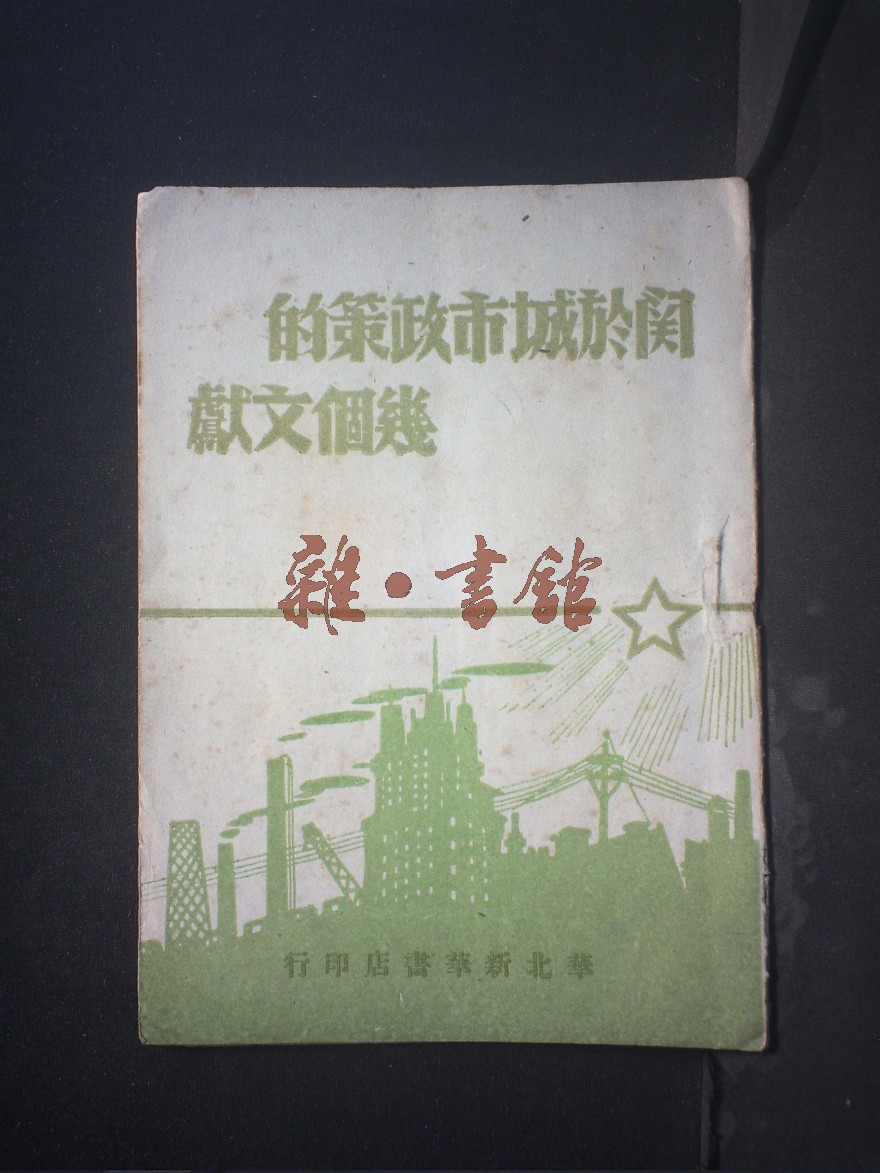 関於城市政策的
幾個文獻
雜·書館
華北新華書店印行